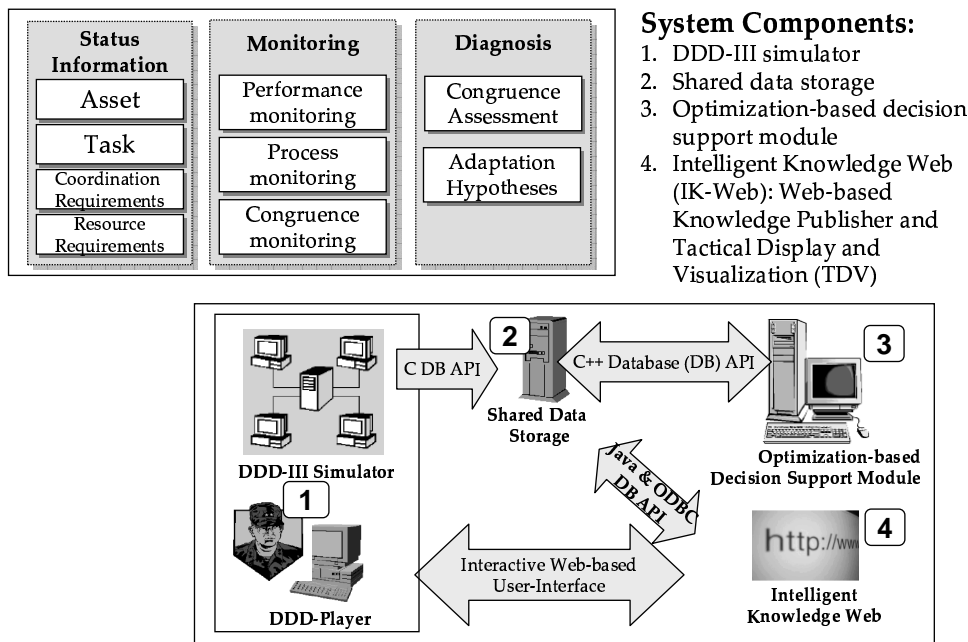 Status
Information
Asset
Task
Coordination
Requirements
Resource
Requirements
Monitoring
Performance
monitoring
Process
monitoring
Congruence
monitoring
Diagnosis
Congruence
Assessment
Adaptation
Hypotheses
System Components:
1. DDD-III simulator
2. Shared data storage
3. Optimization-based decision
support module
4. Intelligent Knowledge Web
(IK-Web): Web-based
Knowledge Publisher and
Tactical Display and
Visualization (TDV)
DDD-III Simulator
1
DDD-Player
C DB API
2
Shared Data
Storage
C++ Database (DB) API
3
Optimization-based
Decision Support Module
Java & ODBC
DB API
Interactive Web-based
User-Interface
http://www
4
Intelligent
Knowledge Web